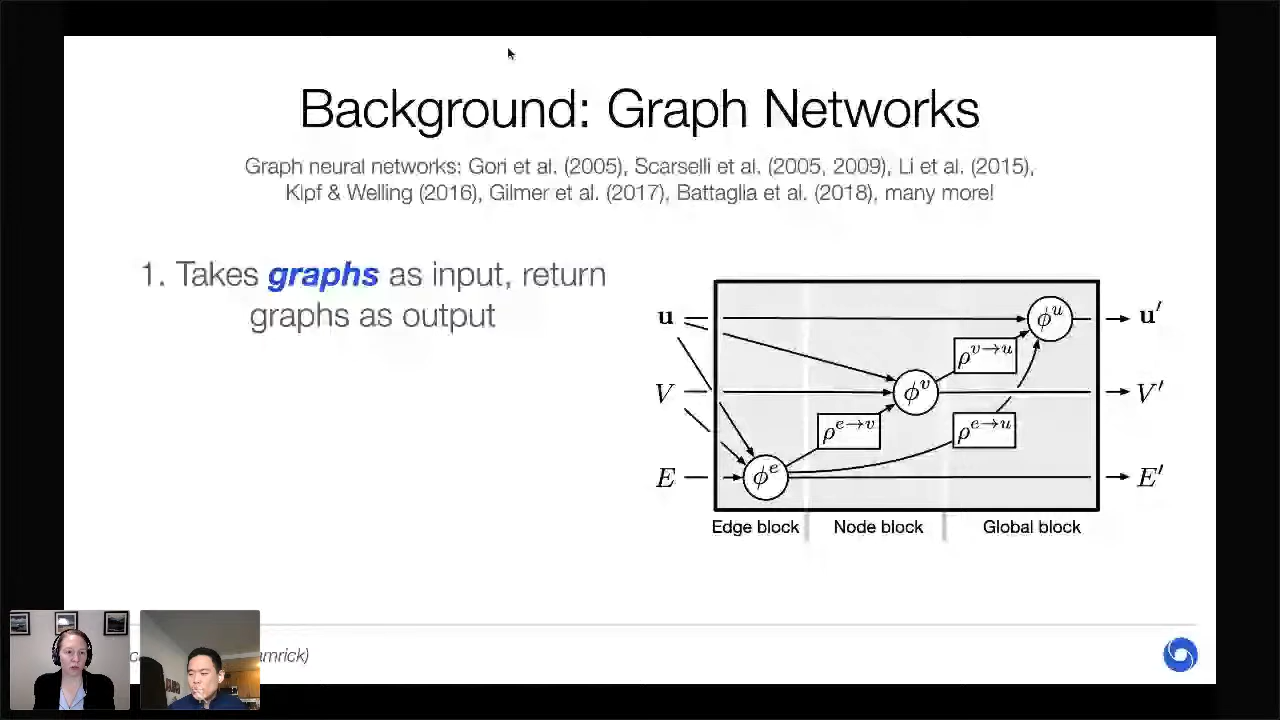 Background: Graph Networks
Graph neural networks: Gori et al. (2005), Scarselli et al. (2005, 2009), Li et al. (2015),
Kipf & Welling (2016), Gilmer et al. (2017), Battaglia et al. (2018), many more!
1. Takes graphs as input, return
graphs as output
u
ϕᵘ
u′
ρᵛ→ᵘ
V
ϕᵛ
V′
ρᵉ→ᵛ
ρᵉ→ᵘ
E
ϕᵉ
E′
Edge block
Node block
Global block
amrick)